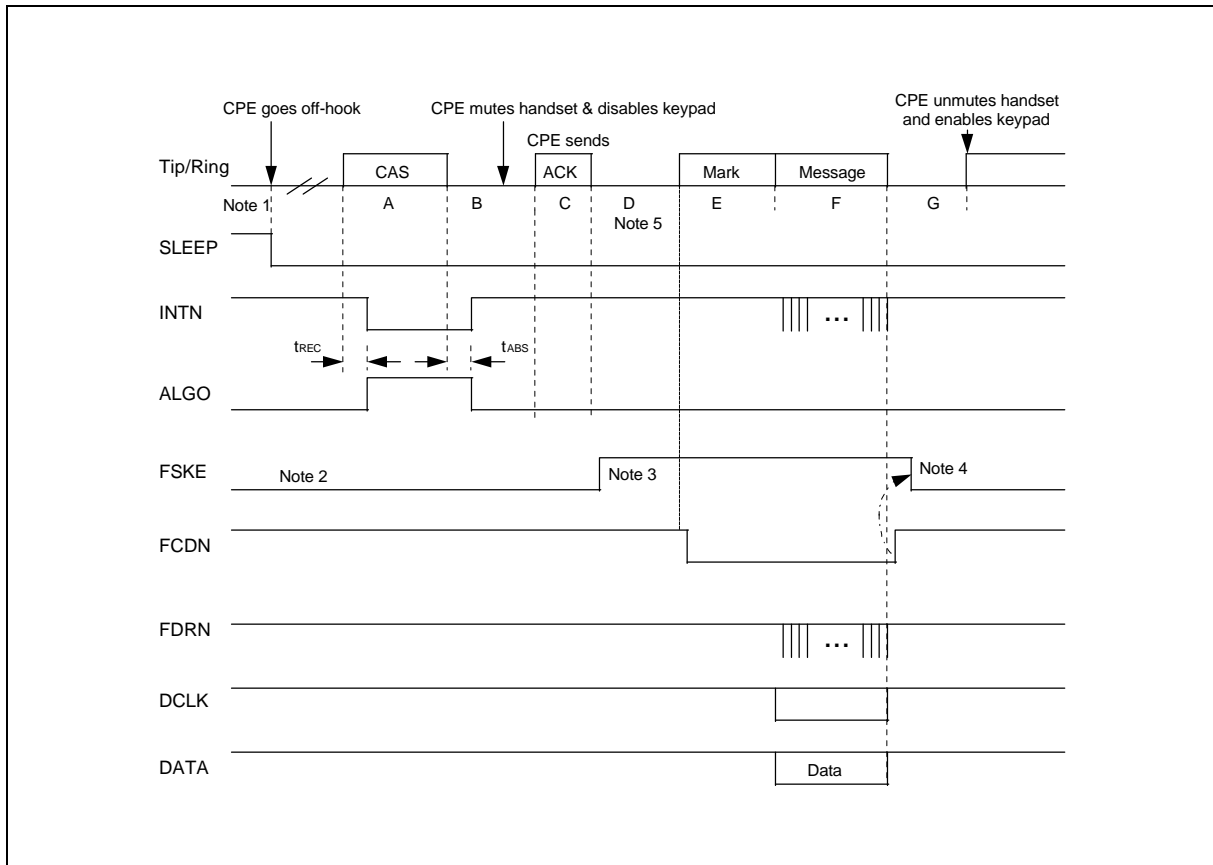 CPE goes off-hook
CPE mutes handset & disables keypad
CPE unmutes handset
and enables keypad
CPE sends
Tip/Ring
CAS
ACK
Mark
Message
Note 1
A
B
C
D
E
F
G
Note 5
SLEEP
INTN
tREC
tABS
ALGO
FSKE
Note 2
Note 3
Note 4
FCDN
FDRN
DCLK
DATA
Data
...
...